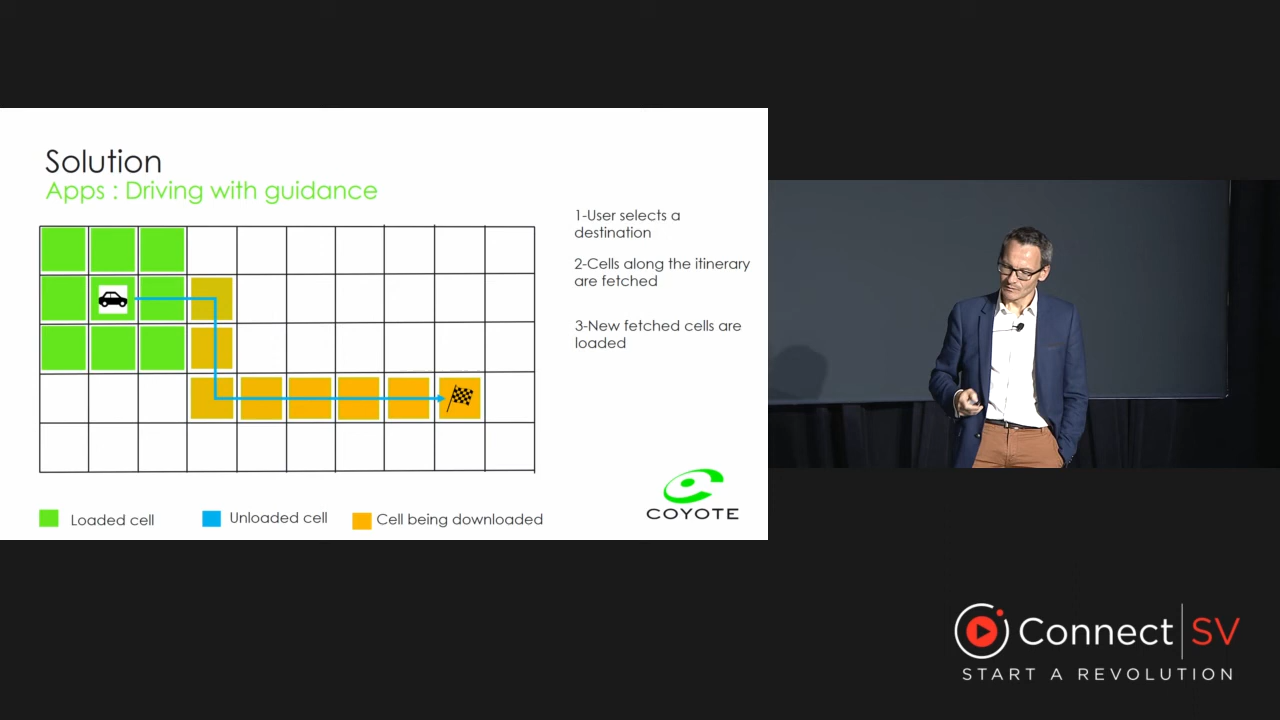 Solution
Apps : Driving with guidance
1-User selects a
destination
2-Cells along the itinerary
are fetched
3-New fetched cells are
loaded
Loaded cell
Unloaded cell
Cell being downloaded
COYOTE
Connect SV
START A REVOLUTION